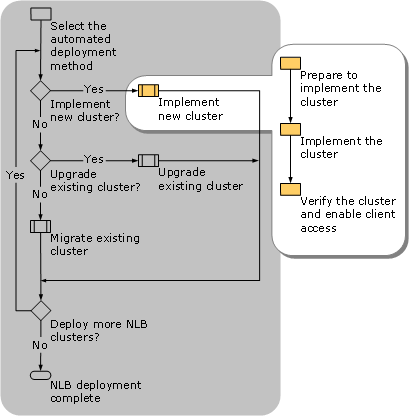 Select the
automated
deployment
method
Yes
Implement
new cluster?
Implement
new cluster
Prepare to
implement the
cluster
Implement the
cluster
Verify the cluster
and enable client
access
No
Yes
Upgrade
existing cluster?
Upgrade
existing cluster
Yes
No
Migrate existing
cluster
Deploy more NLB
clusters?
No
NLB deployment
complete